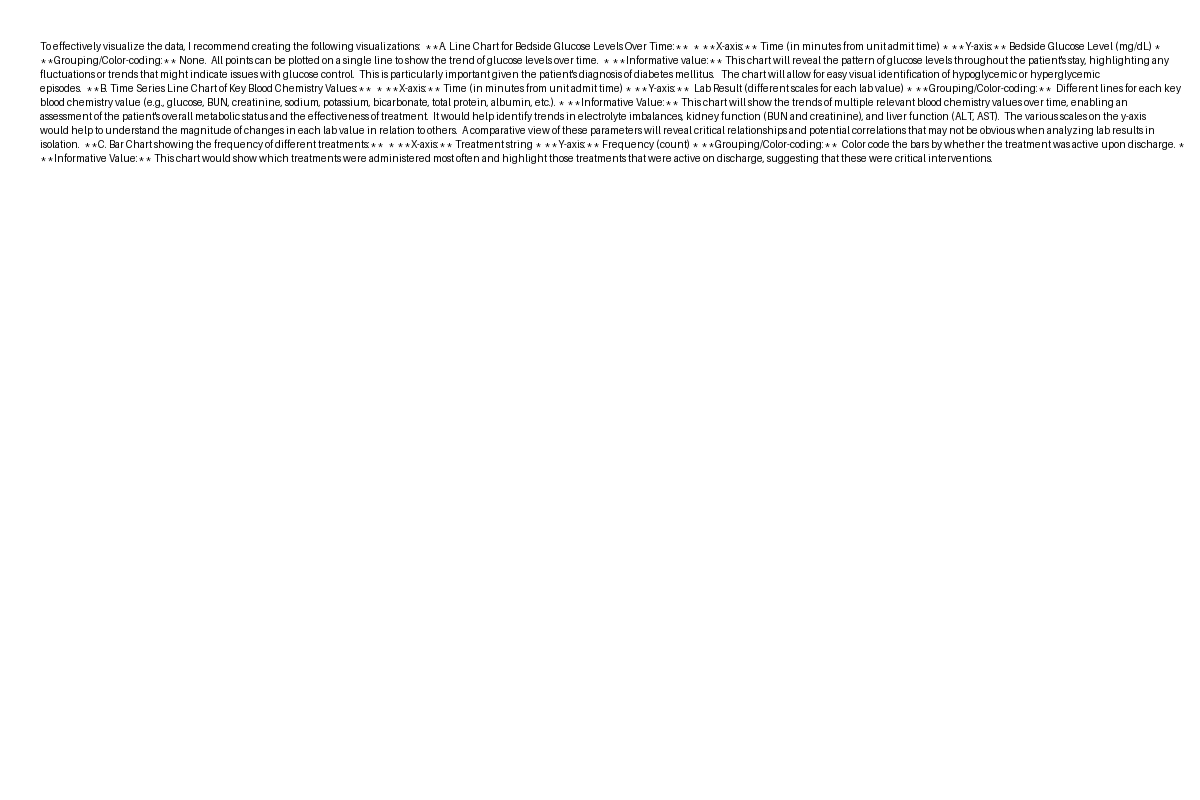 To effectively visualize the data, I recommend creating the following visualizations:  **A. Line Chart for Bedside Glucose Levels Over Time:**  * **X-axis:** Time (in minutes from unit admit time) * **Y-axis:** Bedside Glucose Level (mg/dL) *
**Grouping/Color-coding:** None.  All points can be plotted on a single line to show the trend of glucose levels over time.  * **Informative value:** This chart will reveal the pattern of glucose levels throughout the patient's stay, highlighting any
fluctuations or trends that might indicate issues with glucose control.  This is particularly important given the patient's diagnosis of diabetes mellitus.  The chart will allow for easy visual identification of hypoglycemic or hyperglycemic
episodes.  **B. Time Series Line Chart of Key Blood Chemistry Values:**  * **X-axis:** Time (in minutes from unit admit time) * **Y-axis:**  Lab Result (different scales for each lab value) * **Grouping/Color-coding:**  Different lines for each key
blood chemistry value (e.g., glucose, BUN, creatinine, sodium, potassium, bicarbonate, total protein, albumin, etc.). * **Informative Value:** This chart will show the trends of multiple relevant blood chemistry values over time, enabling an
assessment of the patient's overall metabolic status and the effectiveness of treatment.  It would help identify trends in electrolyte imbalances, kidney function (BUN and creatinine), and liver function (ALT, AST).  The various scales on the y-axis
would help to understand the magnitude of changes in each lab value in relation to others.  A comparative view of these parameters will reveal critical relationships and potential correlations that may not be obvious when analyzing lab results in
isolation.  **C. Bar Chart showing the frequency of different treatments:**  * **X-axis:** Treatment string * **Y-axis:** Frequency (count) * **Grouping/Color-coding:**  Color code the bars by whether the treatment was active upon discharge. *
**Informative Value:** This chart would show which treatments were administered most often and highlight those treatments that were active on discharge, suggesting that these were critical interventions.